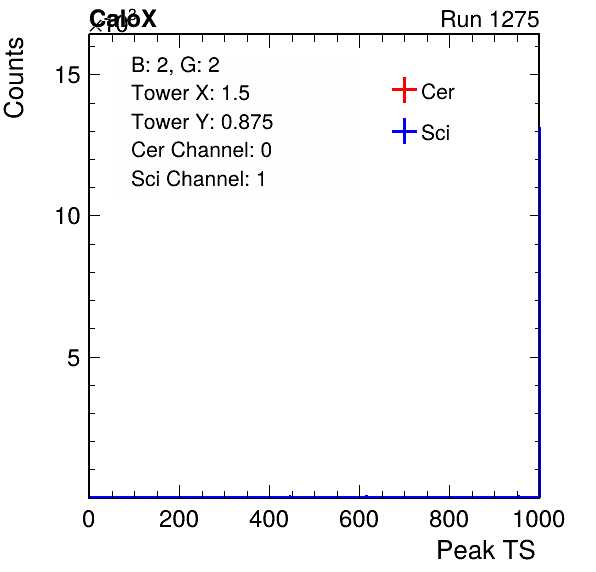 CaloX
×10³
Run 1275
Counts
15
10
5
B: 2, G: 2
Tower X: 1.5
Tower Y: 0.875
Cer Channel: 0
Sci Channel: 1
Cer
Sci
0 200 400 600 800 1000
Peak TS